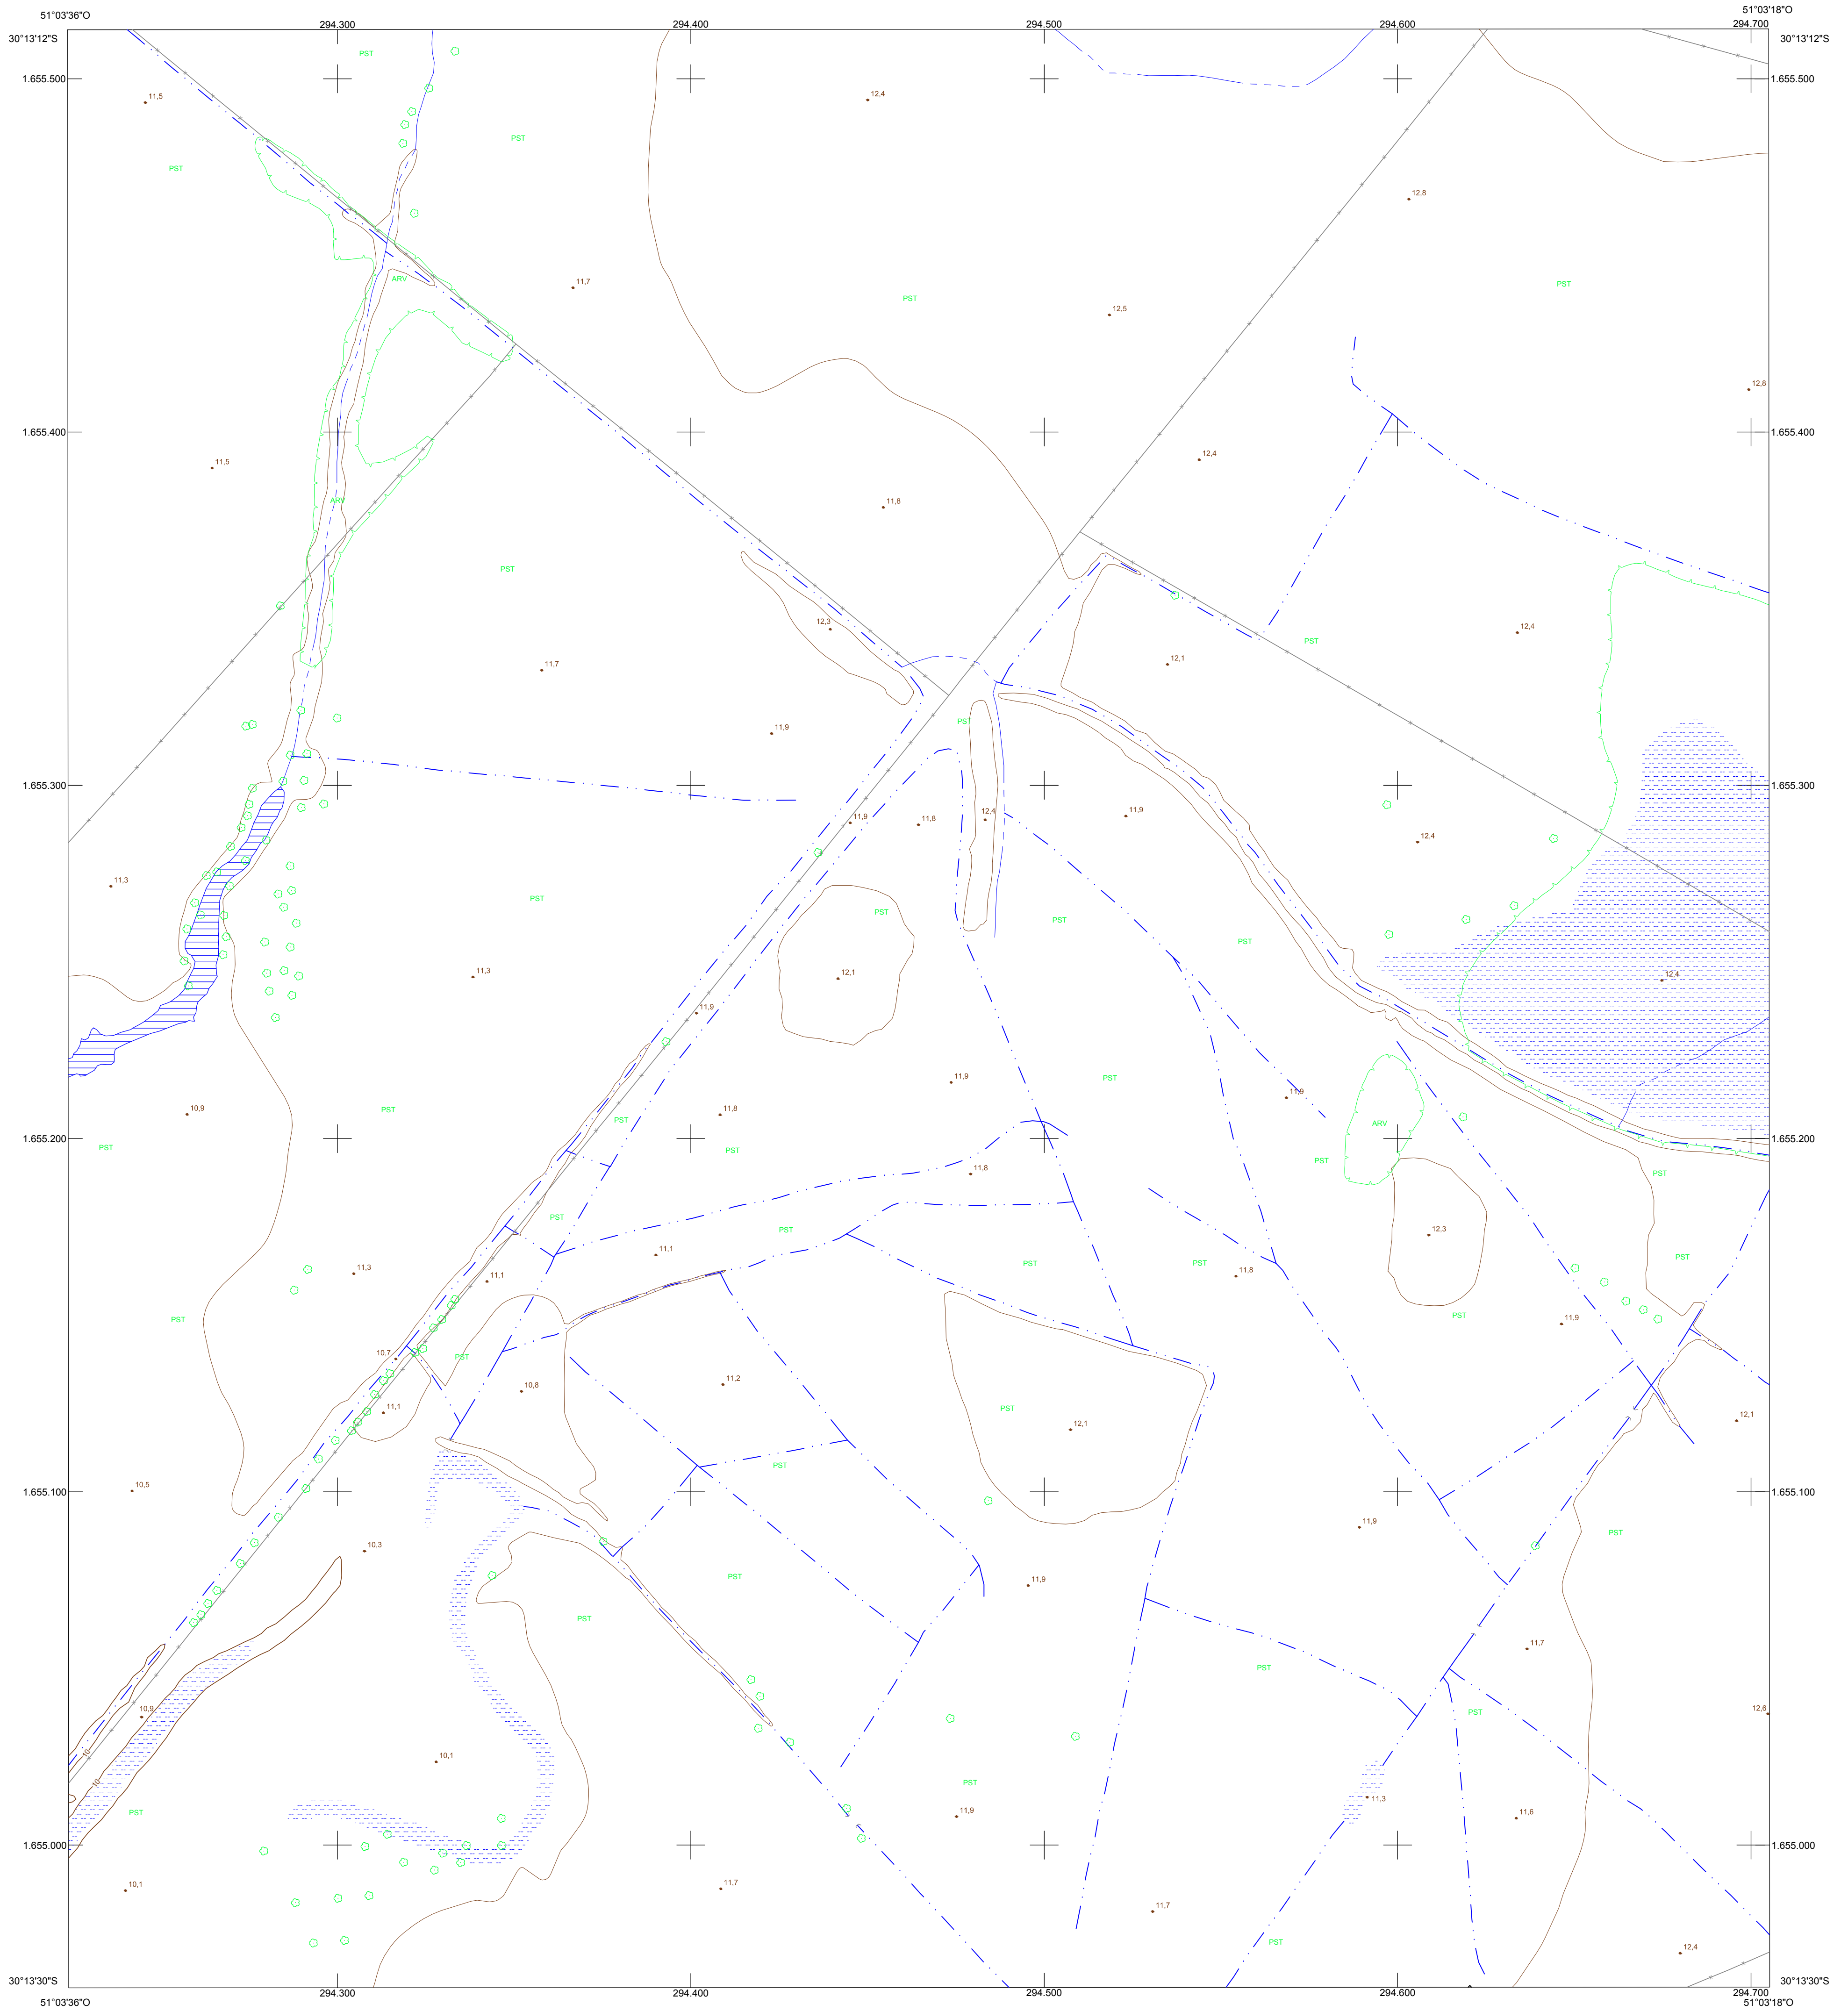 51°03'36"O
51°03'18"O
294.300
294.400
294.500
294.600
294.700
30°13'12"S
30°13'12"S
PST
1.655.500
1.655.500
11,5
12,4
PST
PST
12,8
ARV
11,7
PST
PST
12,5
12,8
1.655.400
1.655.400
11,5
12,4
ARV
11,8
PST
12,3
12,4
PST
11,7
12,1
PST
11,9
1.655.300
1.655.300
11,9
11,8
12,4
11,9
12,4
11,3
PST
PST
PST
PST
11,3
12,1
12,4
11,9
PST
11,9
11,9
10,9
PST
PST
11,8
ARV
1.655.200
1.655.200
PST
PST
PST
11,8
PST
PST
PST
11,1
12,3
PST
PST
PST
11,3
11,1
11,8
PST
PST
11,9
10,7
PST
10,8
11,2
11,1
PST
12,1
12,1
PST
10,5
1.655.100
1.655.100
11,9
PST
10,3
PST
11,9
PST
11,7
PST
10,9
PST
12,6
10
10,1
10
PST
PST
11,3
11,9
11,6
1.655.000
1.655.000
10,1
11,7
11,7
PST
12,4
30°13'30"S
30°13'30"S
294.300
294.400
294.500
294.600
294.700
51°03'36"O
51°03'18"O